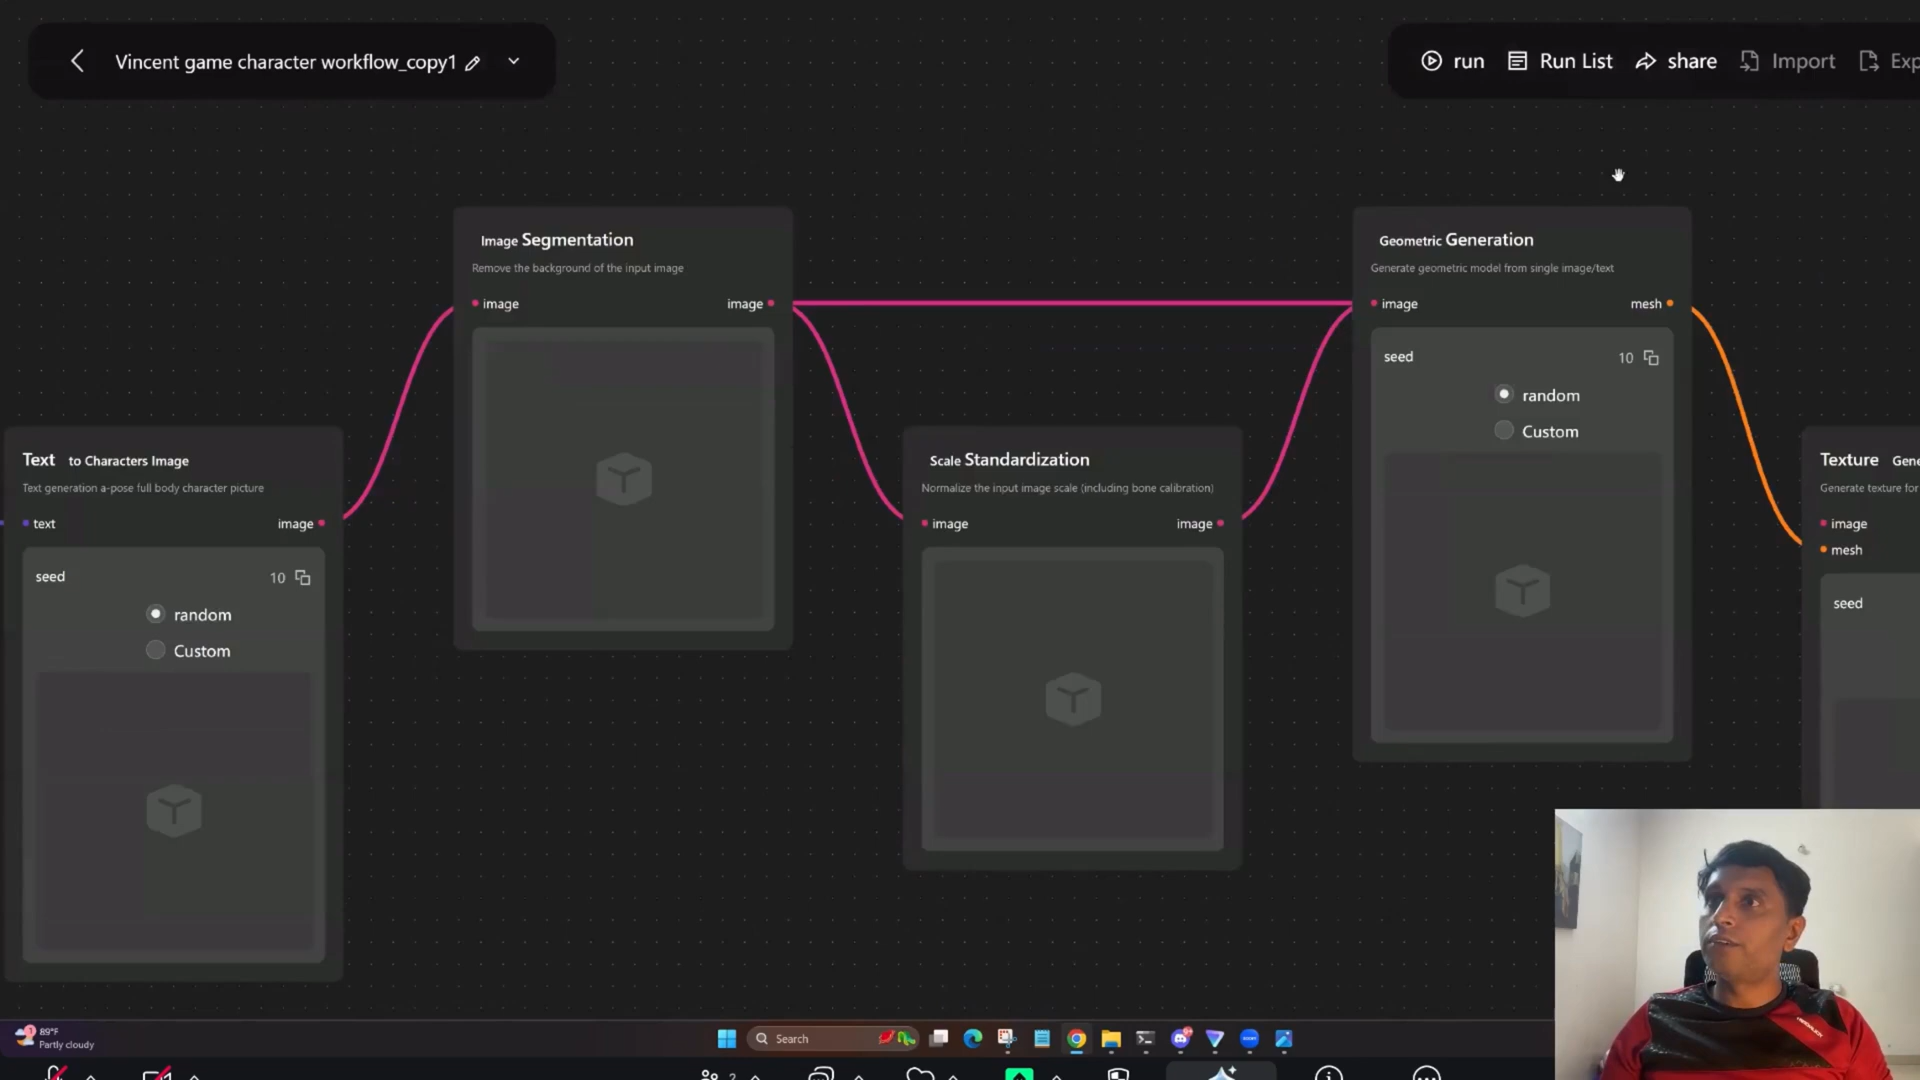 Vincent game character workflow_copy1
run
Run List
share
Import
Image Segmentation
Remove the background of the input image
image
image
Geometric Generation
Generate geometric model from single image/text
image
mesh
seed
10
random
Custom
Text to Characters Image
Text generation a-pose full body character picture
text
image
seed
10
random
Custom
Scale Standardization
Normalize the input image scale (including bone calibration)
image
image
Texture
Generate texture for
image
mesh
seed
89°F
Partly cloudy
Search
2